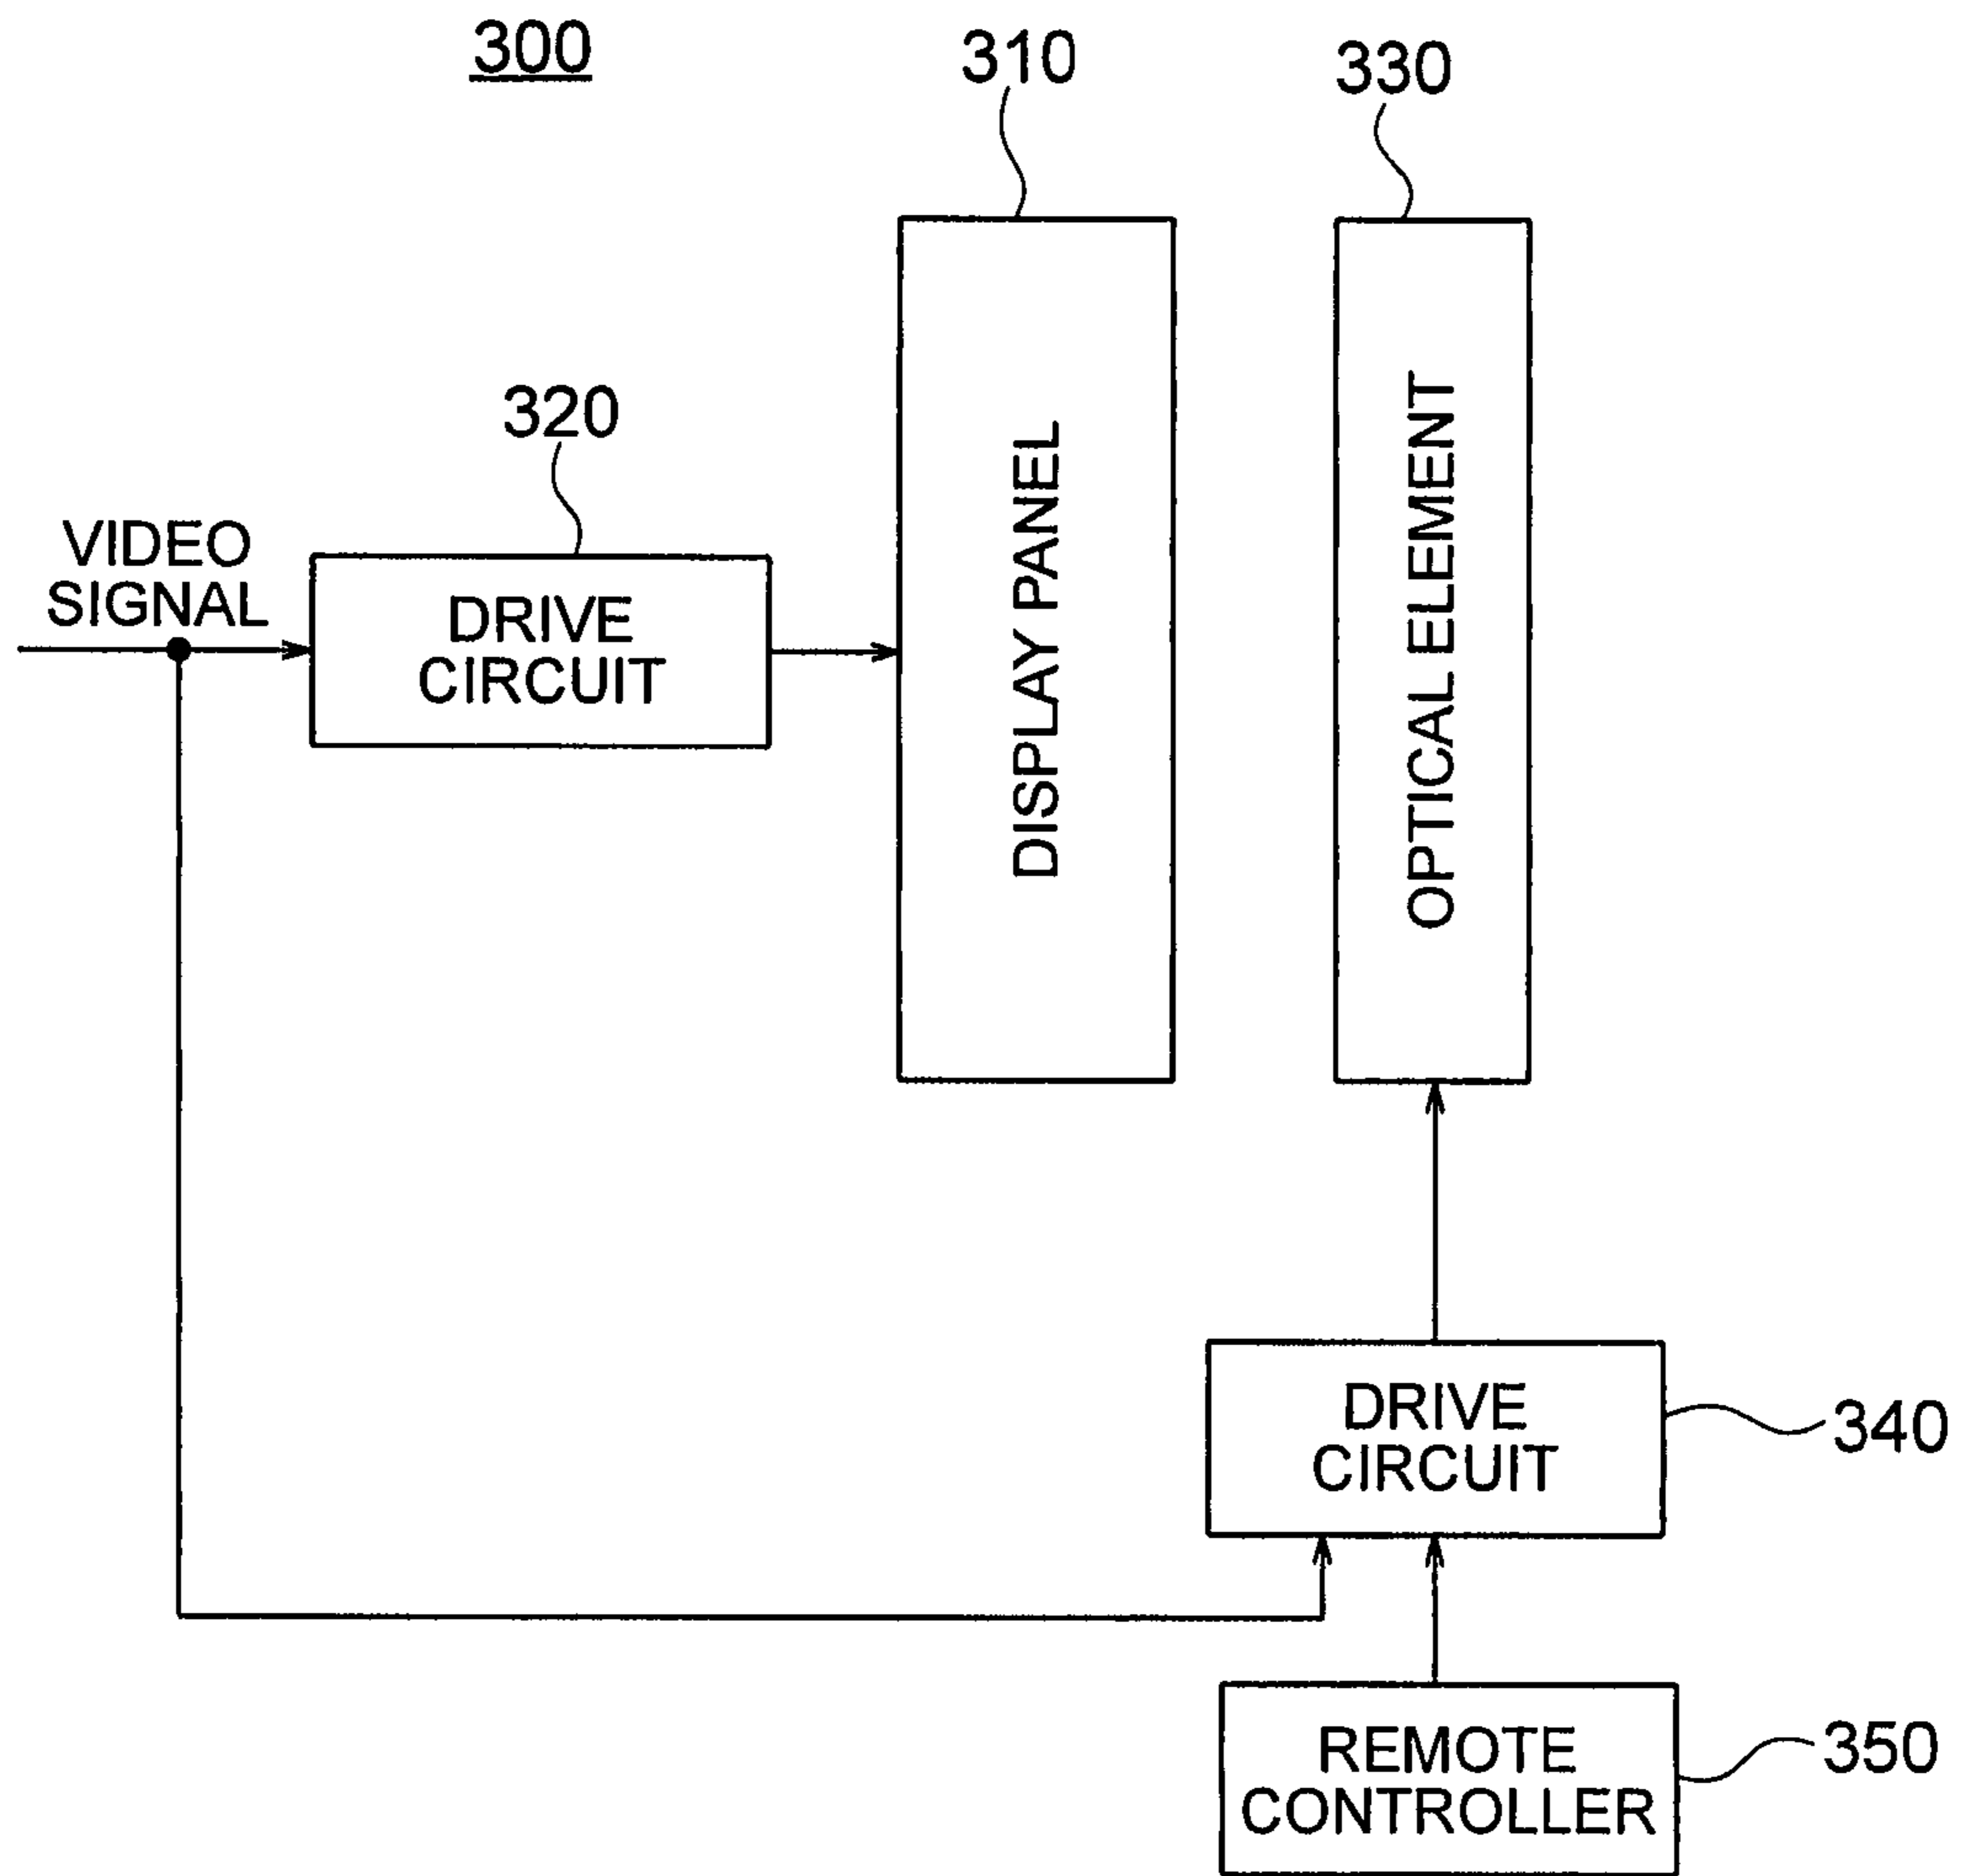 300
310
330
320
VIDEO
SIGNAL
DRIVE
CIRCUIT
DISPLAY PANEL
OPTICAL ELEMENT
DRIVE
CIRCUIT
340
REMOTE
CONTROLLER
350